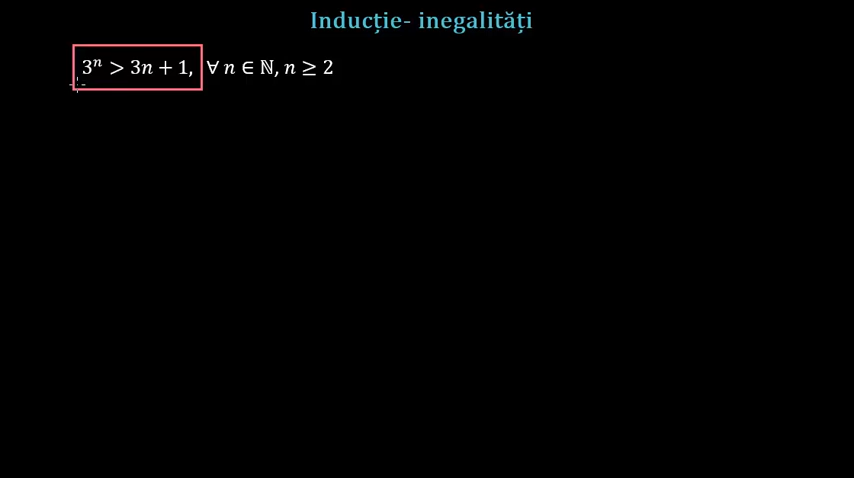 Inducție- inegalități
3ⁿ > 3n + 1, ∀ n ∈ ℕ, n ≥ 2